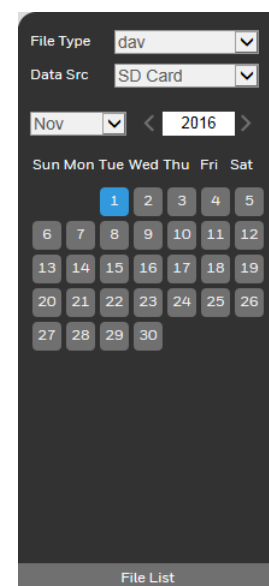 File Type dav
Data Src SD Card
Nov 2016
Sun Mon Tue Wed Thu Fri Sat
1 2 3 4 5
6 7 8 9 10 11 12
13 14 15 16 17 18 19
20 21 22 23 24 25 26
27 28 29 30
File List